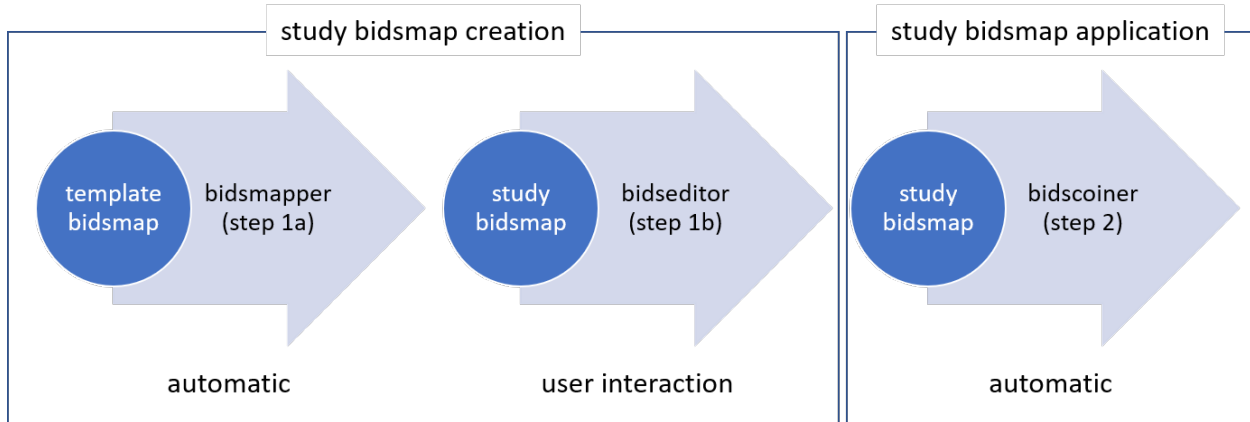 study bidsmap creation
study bidsmap application
template
bidsmap
bidsmapper
(step 1a)
study
bidsmap
bidseditor
(step 1b)
study
bidsmap
bidscoiner
(step 2)
automatic
user interaction
automatic